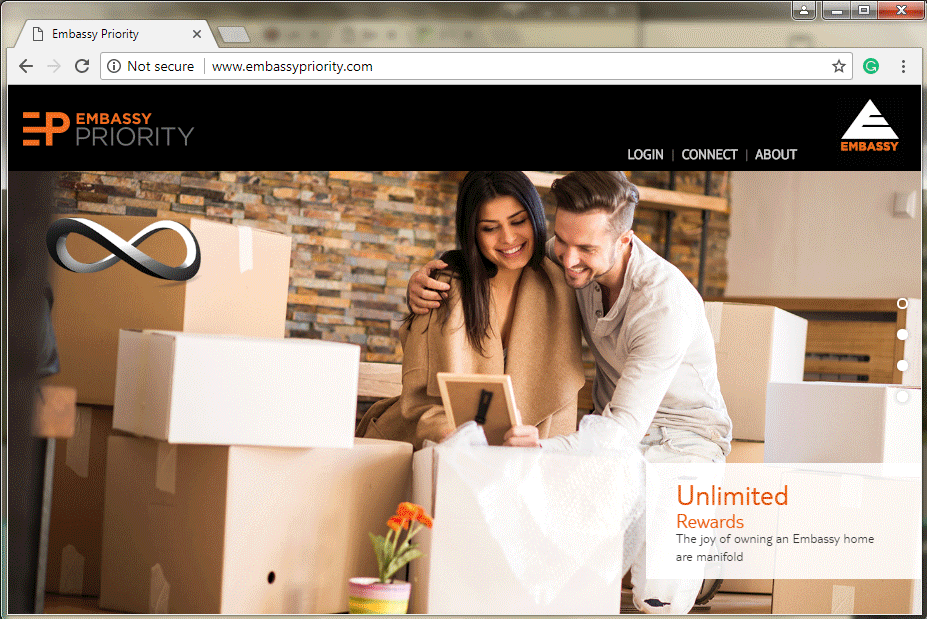 Embassy Priority
Not secure
www.embassypriority.com
EP EMBASSY
PRIORITY
LOGIN | CONNECT | ABOUT
EMBASSY
Unlimited
Rewards
The joy of owning an Embassy home
are manifold